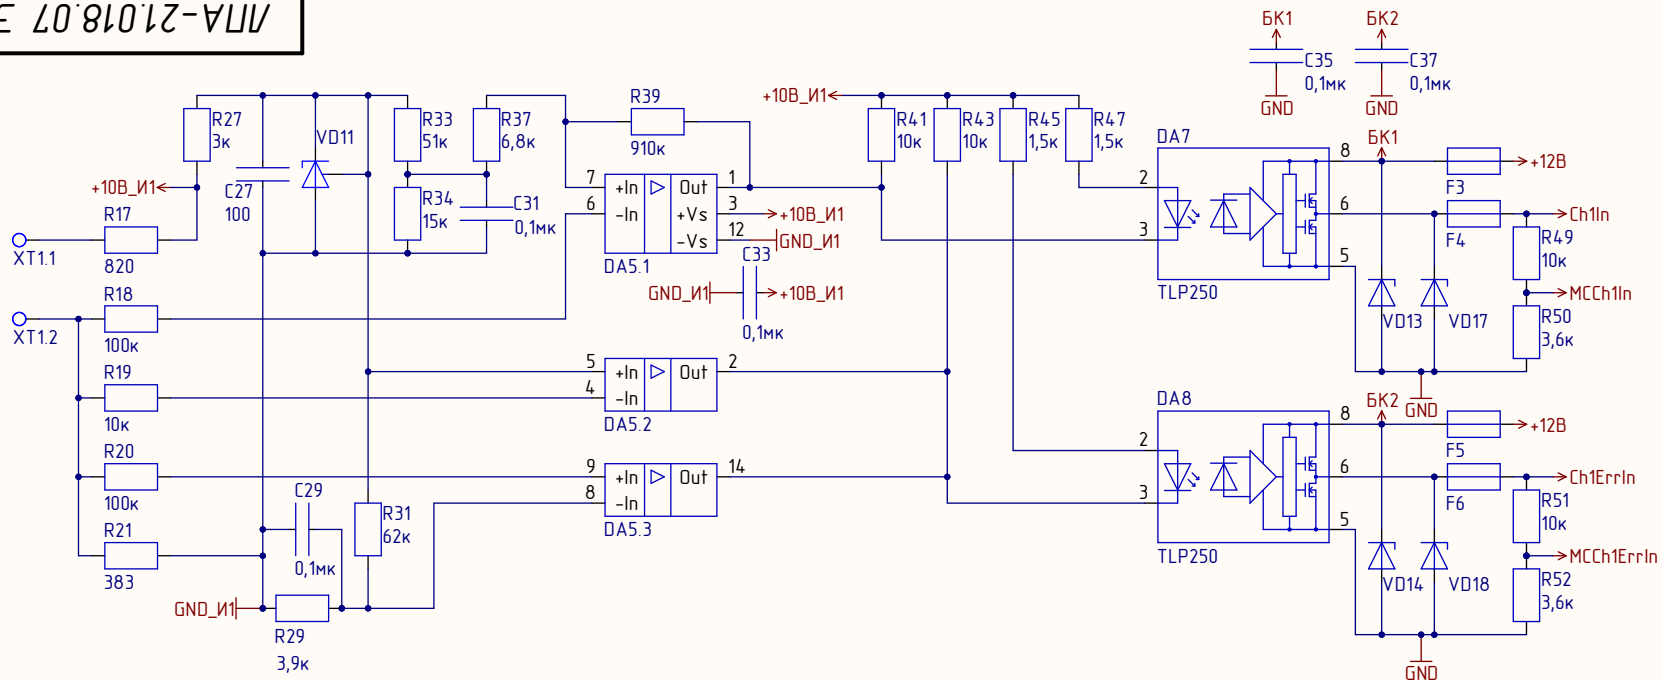 ЛПА-21.018.07 Э
БК1
БК2
C35
0,1мк
C37
0,1мк
GND
GND
R27
3к
VD11
R33
51к
R37
6,8к
R39
910к
+10В_И1
R41
10к
R43
10к
R45
1,5к
R47
1,5к
DA7
БК1
8
+12В
F3
+10В_И1
C27
100
R34
15к
C31
0,1мк
7
+In
Out
1
6
-In
+Vs
3
+10В_И1
-Vs
12
GND_И1
DA5.1
2
3
6
Ch1In
F4
R49
10к
5
TLP250
XT1.1
R17
820
C33
GND_И1
+10В_И1
0,1мк
MCCh1In
VD13
VD17
R50
3,6к
XT1.2
R18
100к
R19
10к
5
+In
Out
2
4
-In
DA5.2
GND
DA8
БК2
8
+12В
F5
2
3
6
Ch1ErrIn
F6
R51
10к
5
TLP250
R20
100к
9
+In
Out
14
8
-In
DA5.3
C29
0,1мк
R31
62к
R21
383
MCCh1ErrIn
VD14
VD18
R52
3,6к
GND_И1
R29
3,9к
GND